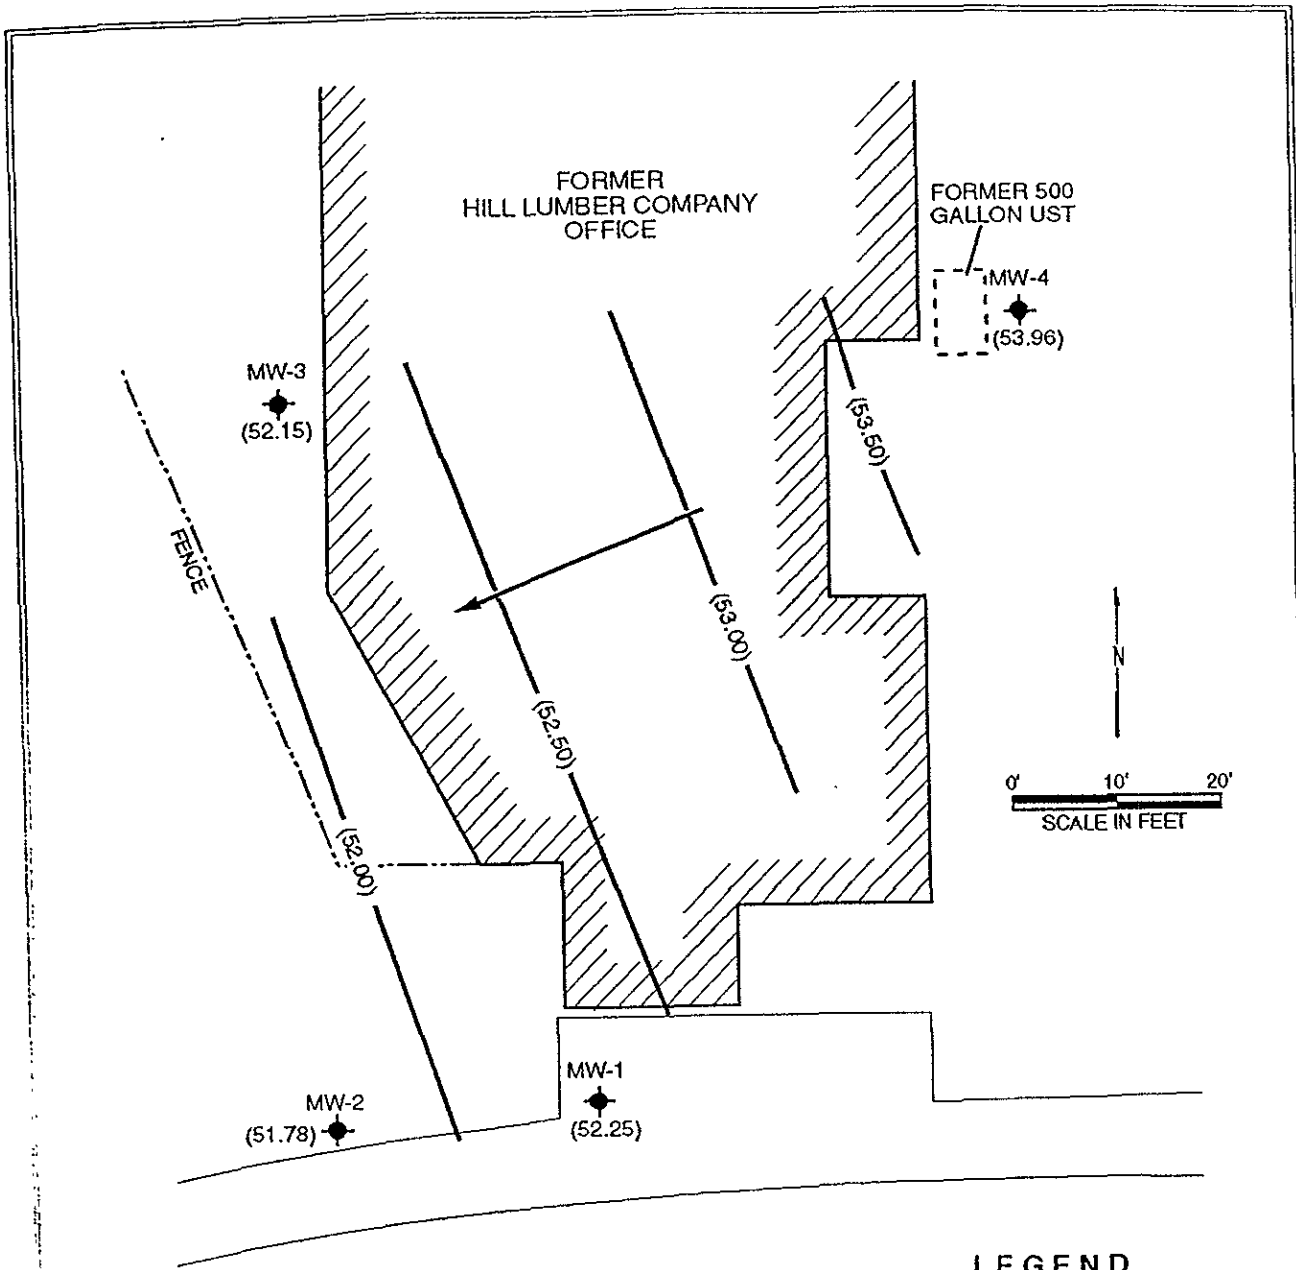 FORMER
HILL LUMBER COMPANY
OFFICE
FORMER 500
GALLON UST
MW-4
(53.96)
MW-3
(52.15)
(53.50)
FENCE
(53.00)
N
(52.50)
0' 10' 20'
SCALE IN FEET
(52.00)
MW-1
(52.25)
MW-2
(51.78)
LEGEND